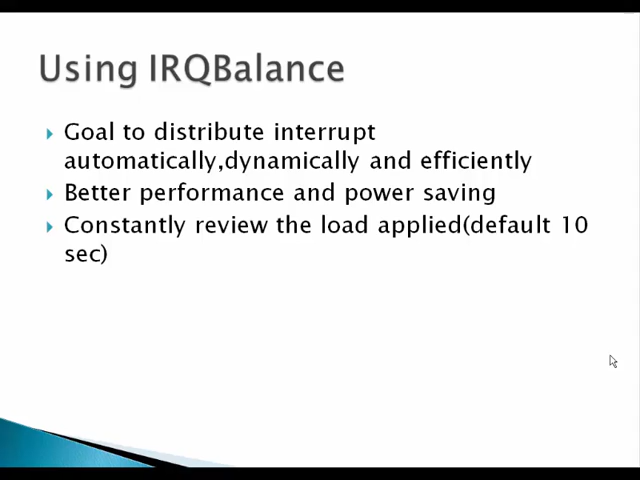 Using IRQBalance
Goal to distribute interrupt
automatically,dynamically and efficiently
Better performance and power saving
Constantly review the load applied(default 10
sec)